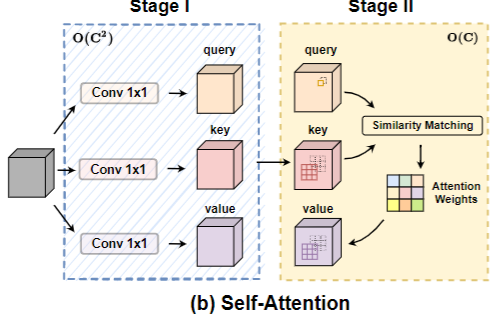 Stage I
Stage II
O(C²)
O(C)
query
query
Conv 1x1
Similarity Matching
key
key
Conv 1x1
Attention
Weights
value
value
Conv 1x1
(b) Self-Attention